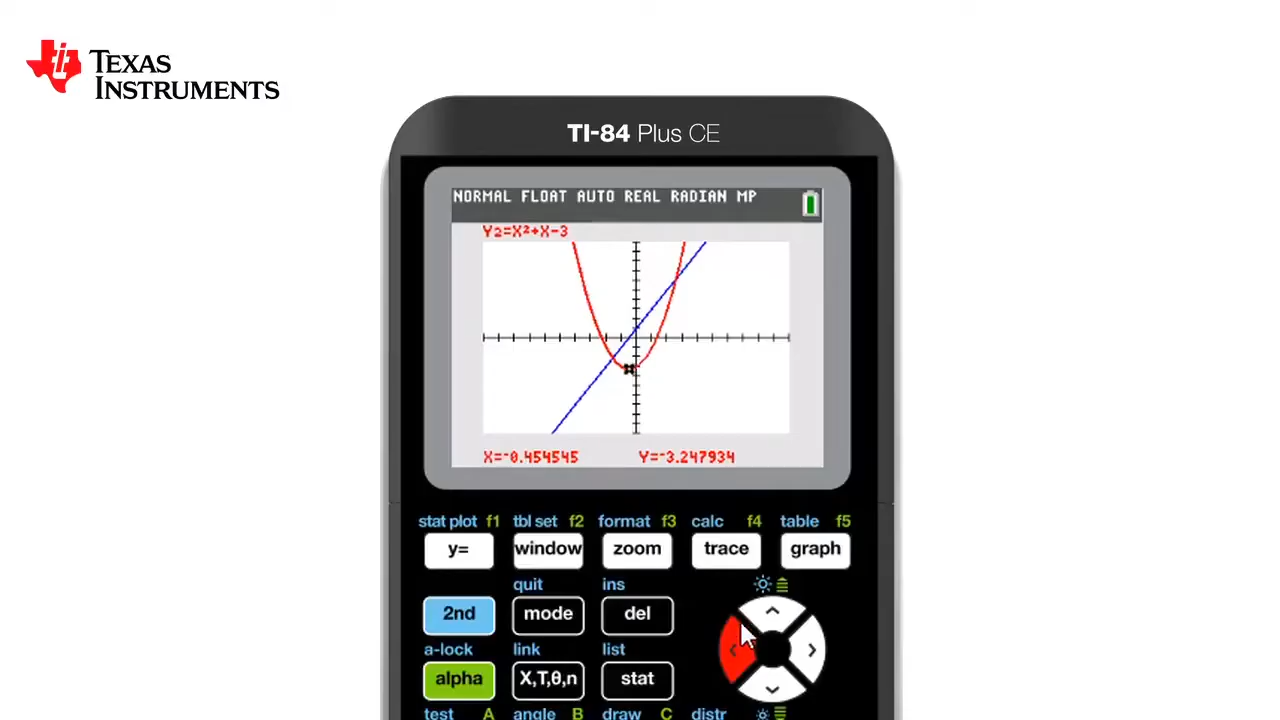 TEXAS
INSTRUMENTS
TI-84 Plus CE
NORMAL FLOAT AUTO REAL RADIAN MP
Y2=X²+X-3
X=-0.454545 Y=-3.247934
stat plot f1 tbl set f2 format f3 calc f4 table f5
y= window zoom trace graph
quit ins
2nd mode del
a-lock link list
alpha X,T,θ,n stat
test A angle B draw C distr